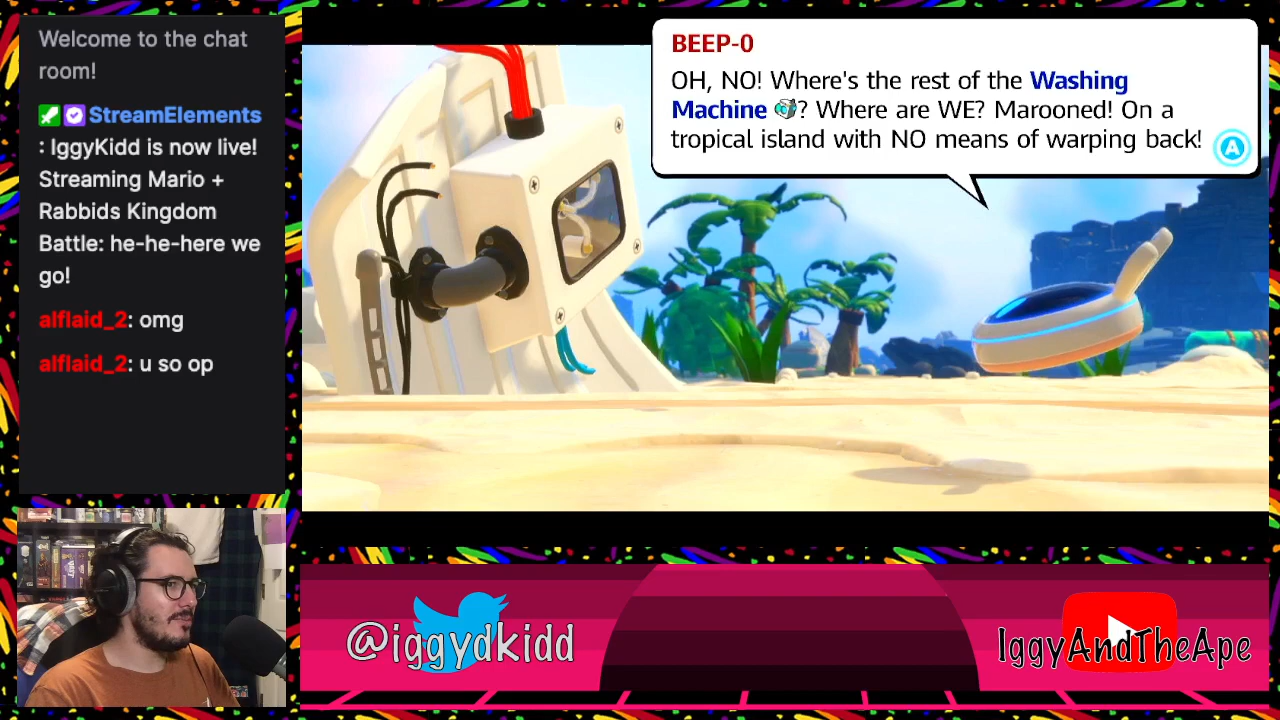 Welcome to the chat
room!
StreamElements
: IggyKidd is now live!
Streaming Mario +
Rabbids Kingdom
Battle: he-he-here we
go!
alflaid_2: omg
alflaid_2: u so op
BEEP-0
OH, NO! Where's the rest of the Washing
Machine ? Where are WE? Marooned! On a
tropical island with NO means of warping back!
A
@iggydkidd
IggyAndTheApe